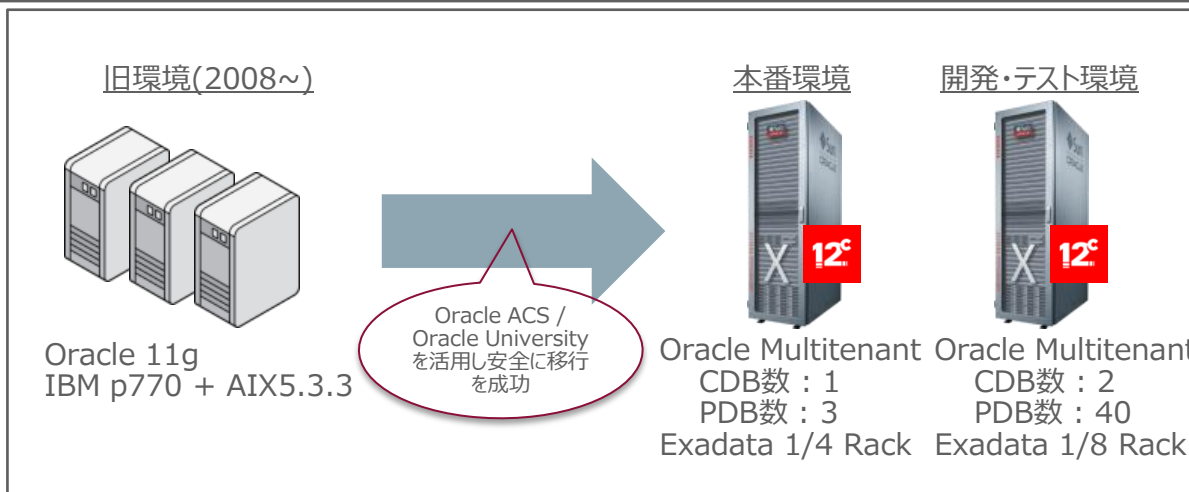 旧環境(2008~)
本番環境
開発・テスト環境
X
12c
X
12c
Oracle ACS /
Oracle University
を活用し安全に移行
を成功
Oracle 11g
IBM p770 + AIX5.3.3
Oracle Multitenant
CDB数:1
PDB数:3
Exadata 1/4 Rack
Oracle Multitenant
CDB数:2
PDB数:40
Exadata 1/8 Rack